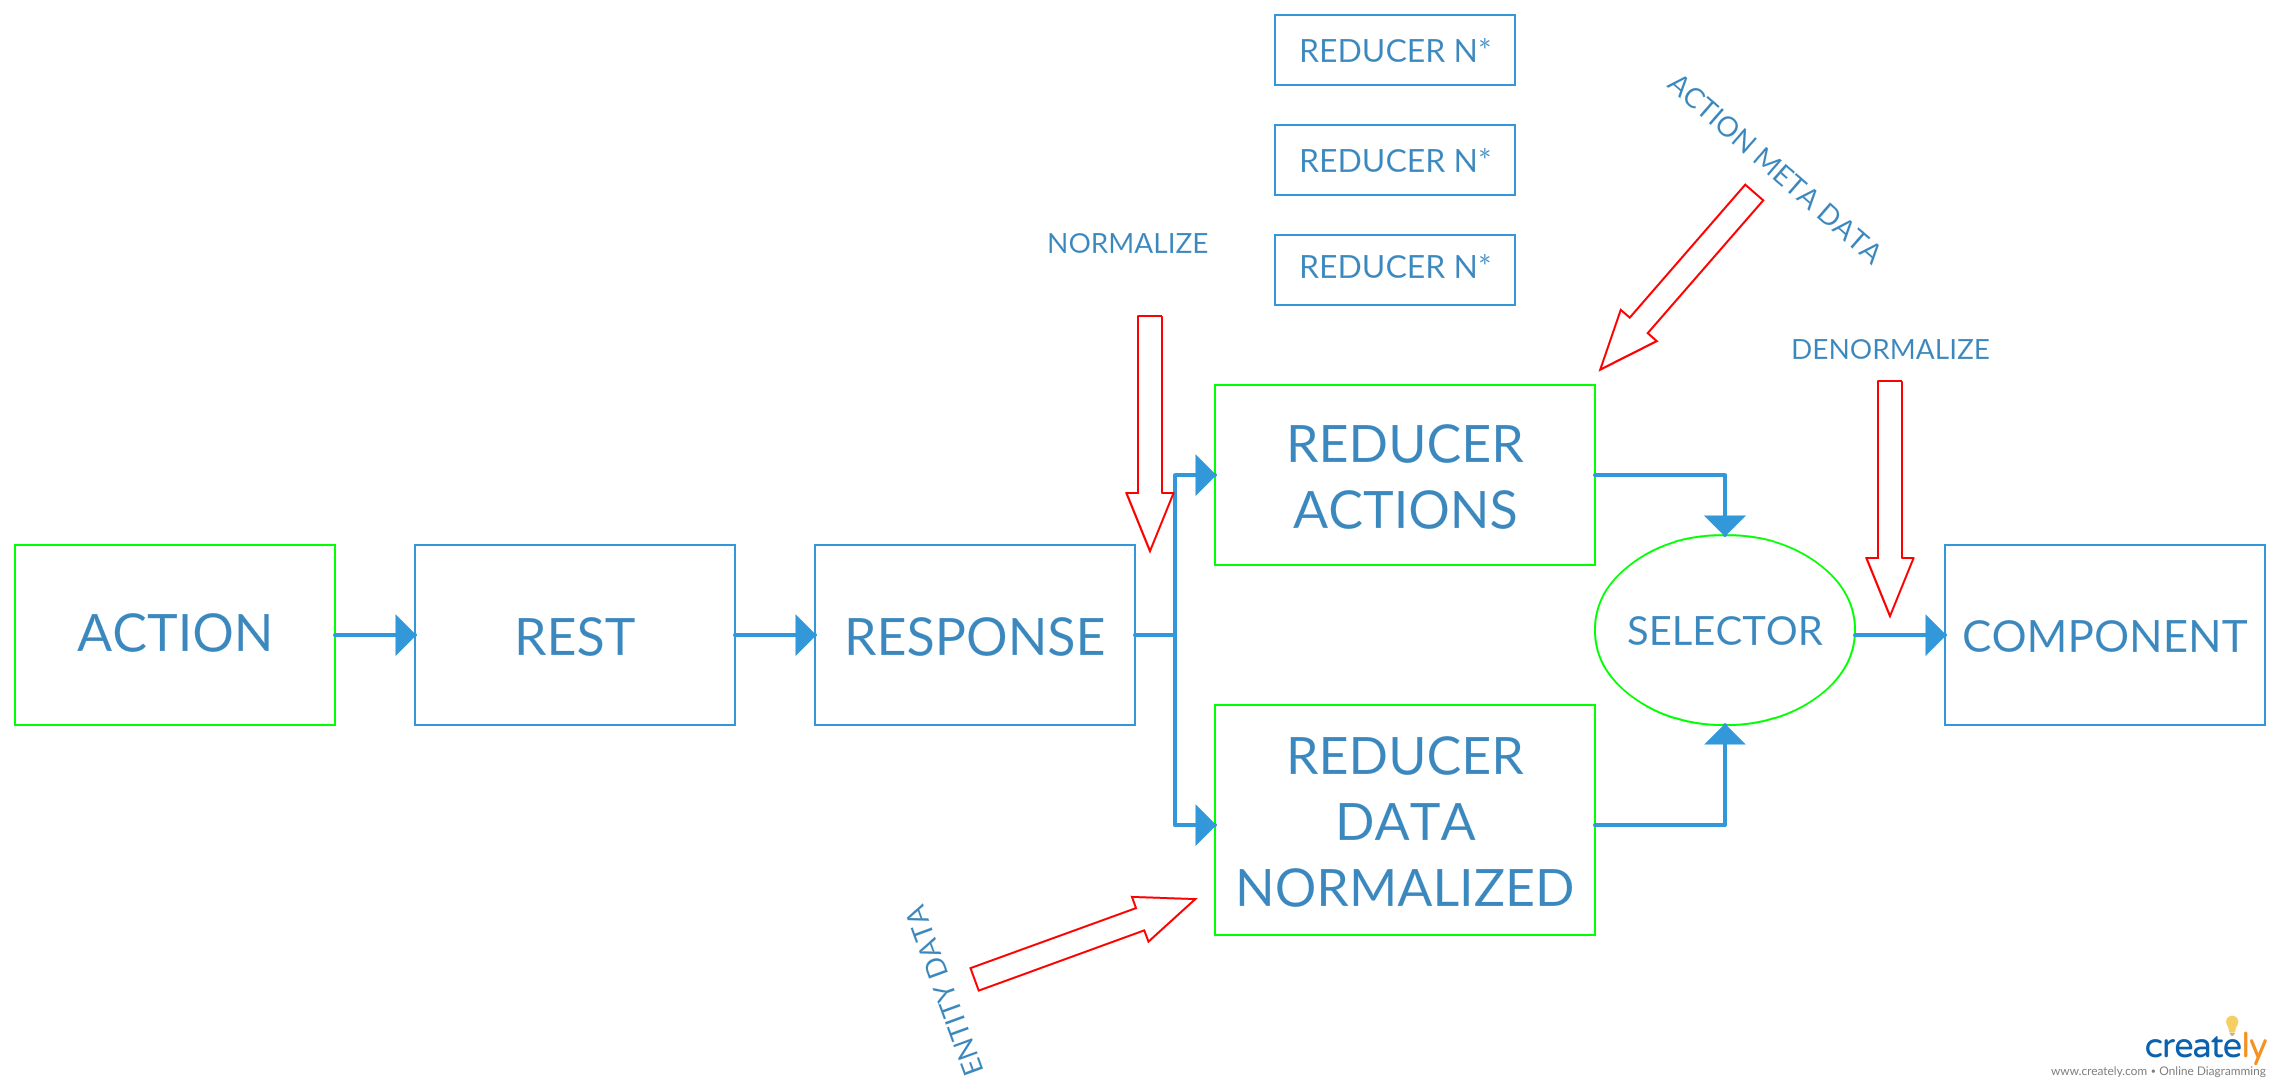 REDUCER N*
REDUCER N*
REDUCER N*
ACTION META DATA
NORMALIZE
DENORMALIZE
REDUCER
ACTIONS
ACTION
REST
RESPONSE
SELECTOR
COMPONENT
REDUCER
DATA
NORMALIZED
ENTITY DATA
creately
www.creately.com • Online Diagramming